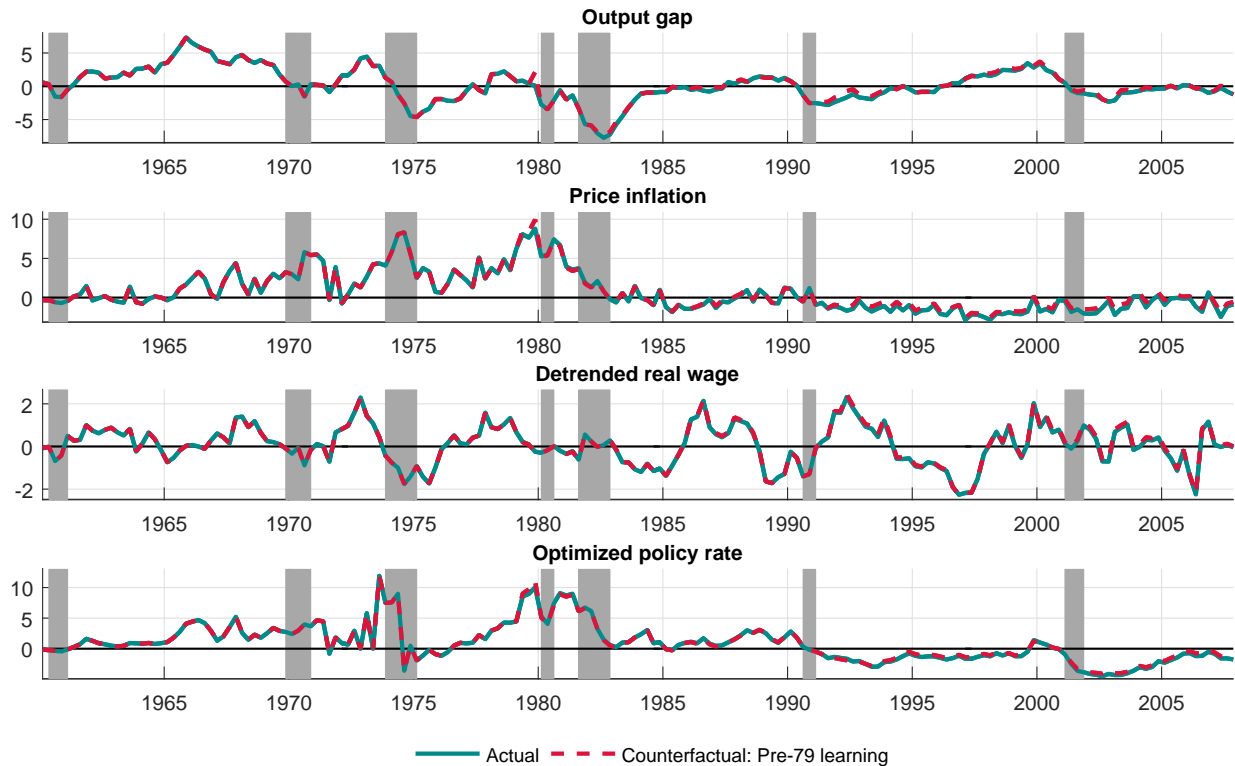 Output gap
5
0
-5
1965 1970 1975 1980 1985 1990 1995 2000 2005
Price inflation
10
5
0
1965 1970 1975 1980 1985 1990 1995 2000 2005
Detrended real wage
2
0
-2
1965 1970 1975 1980 1985 1990 1995 2000 2005
Optimized policy rate
10
5
0
1965 1970 1975 1980 1985 1990 1995 2000 2005
Actual Counterfactual: Pre-79 learning